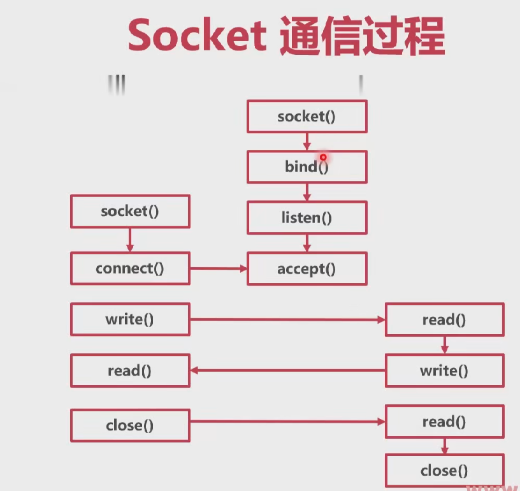 Socket 通信过程
socket()
bind()
socket()
listen()
connect()
accept()
write()
read()
read()
write()
close()
read()
close()